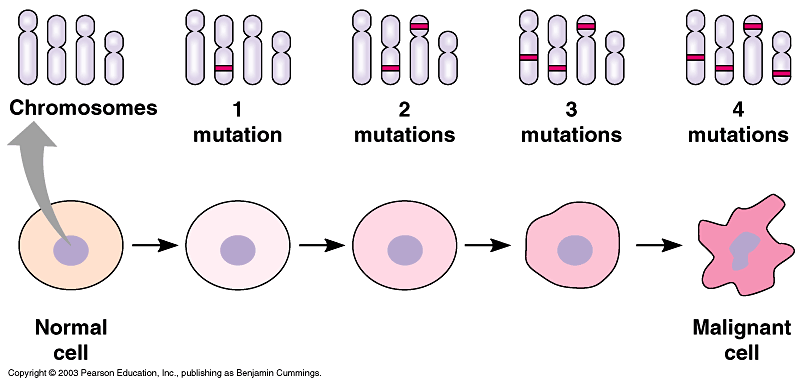 Chromosomes
1
mutation
2
mutations
3
mutations
4
mutations
Normal
cell
Malignant
cell
Copyright © 2003 Pearson Education, Inc., publishing as Benjamin Cummings.